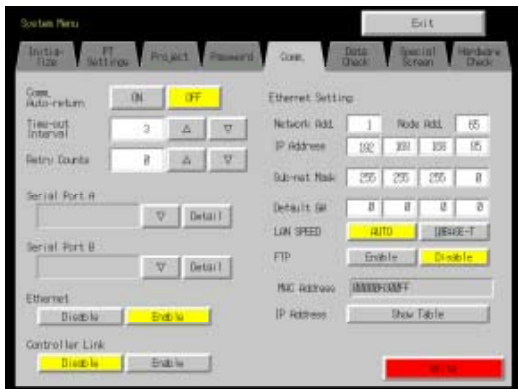 System Menu
Exit
Initia-
lize
PT
Settings
Project
Password
Comm.
Data
Check
Special
Screen
Hardware
Check
Comm.
Auto-return
ON
OFF
Time-out
Interval
3
△
▽
Retry Counts
0
△
▽
Serial Port A
▽
Detail
Serial Port B
▽
Detail
Ethernet
Disable
Enable
Controller Link
Disable
Enable
Ethernet Setting
Network Add.
1
Node Add.
65
IP Address
192
168
Sub-net Mask
255
255
255
0
Default GW
0
0
0
0
LAN SPEED
AUTO
10BASE-T
FTP
Enable
Disable
MAC Address
IP Address
Show Table
Write